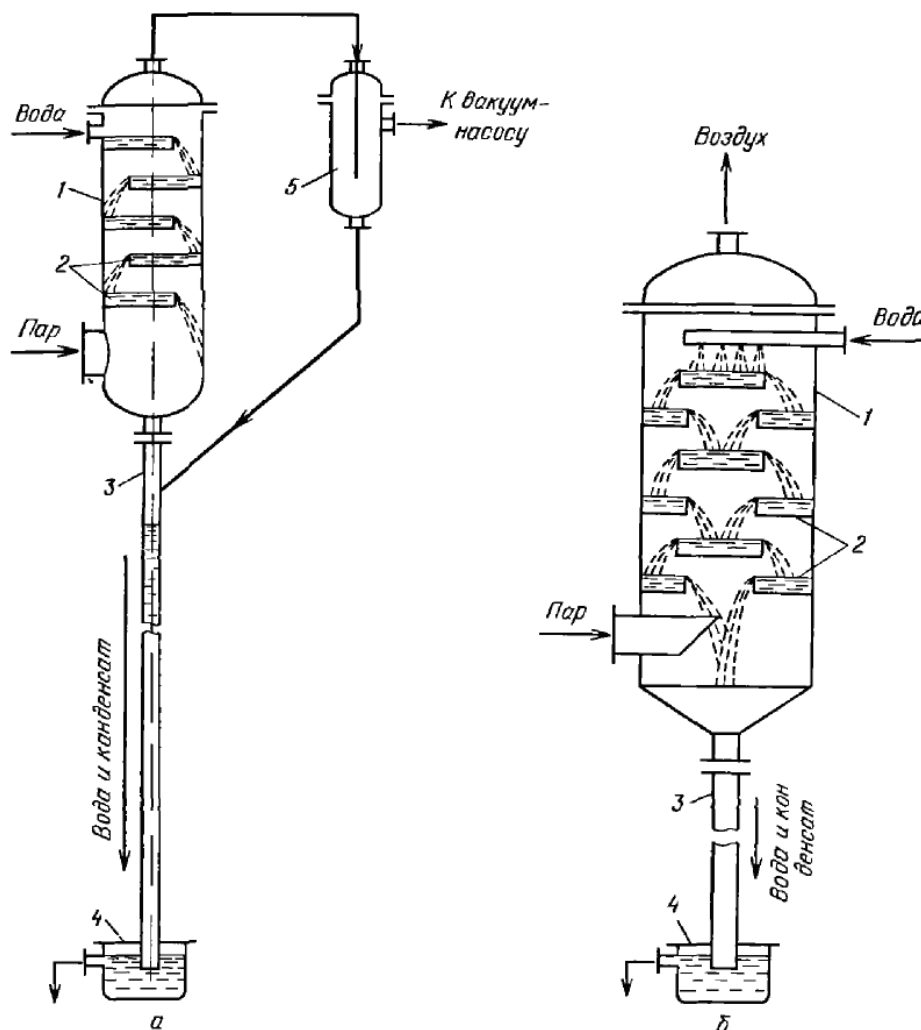 Вода
1
2
Пар
3
Вода и канденсат
4
а
К вакуум-
насосу
5
Воздух
Вода
1
2
Пар
3
Вода и кон
денсат
4
б